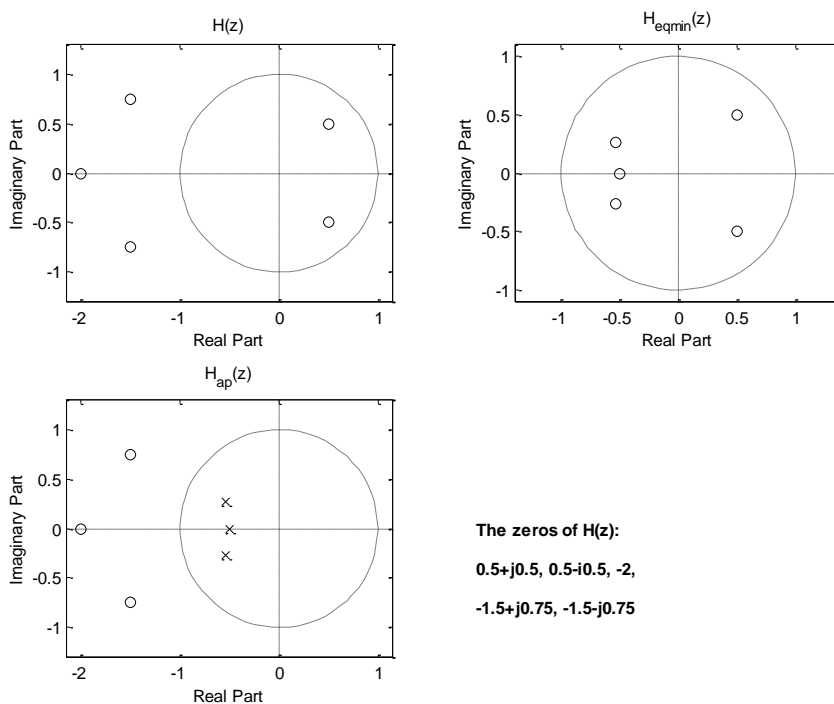 H(z)
1
0.5
0
-0.5
-1
-2
-1
0
1
Imaginary Part
Real Part
H_eqmin(z)
1
0.5
0
-0.5
-1
-1
-0.5
0
0.5
1
Imaginary Part
Real Part
H_ap(z)
1
0.5
0
-0.5
-1
-2
-1
0
1
Imaginary Part
Real Part
The zeros of H(z):
0.5+j0.5, 0.5-i0.5, -2,
-1.5+j0.75, -1.5-j0.75